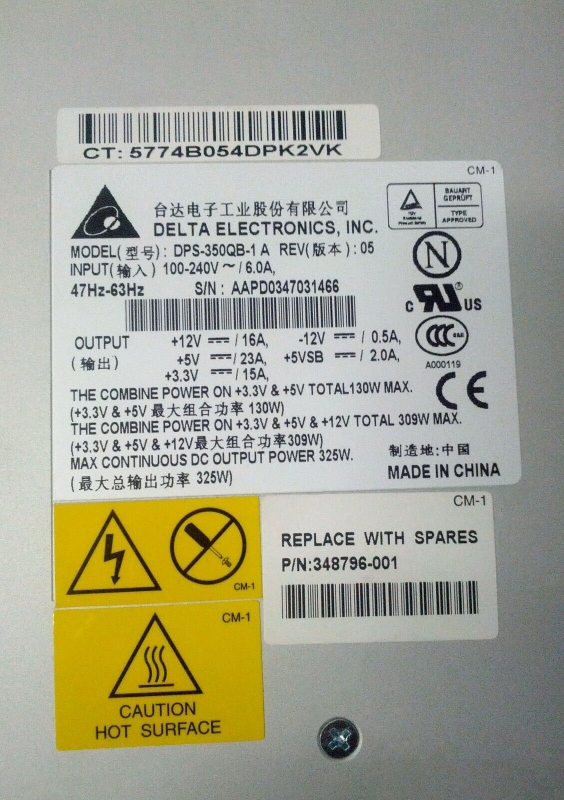 CT: 5774B054DPK2VK
CM-1
台达电子工业股份有限公司
DELTA ELECTRONICS, INC.
BAUART
GEPRÜFT
TYPE
APPROVED
MODEL(型号): DPS-350QB-1 A REV(版本): 05
INPUT(输入) 100-240V ～ / 6.0A,
47Hz-63Hz S/N : AAPD0347031466
N
c RU US
CCC
A000119
CE
OUTPUT +12V ⎓ / 16A, -12V ⎓ / 0.5A,
(输出) +5V ⎓ / 23A, +5VSB ⎓ / 2.0A,
+3.3V ⎓ / 15A,
THE COMBINE POWER ON +3.3V & +5V TOTAL130W MAX.
(+3.3V & +5V 最大组合功率 130W)
THE COMBINE POWER ON +3.3V & +5V & +12V TOTAL 309W MAX.
(+3.3V & +5V & +12V最大组合功率309W)
MAX CONTINUOUS DC OUTPUT POWER 325W.
(最大总输出功率 325W)
制造地:中国
MADE IN CHINA
CM-1
CM-1
REPLACE WITH SPARES
P/N:348796-001
CM-1
CAUTION
HOT SURFACE